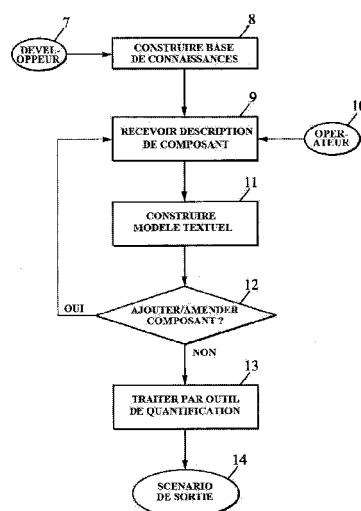 7
8
DEVEL-
OPPEUR
CONSTRUIRE BASE
DE CONNAISSANCES
9
10
RECEVOIR DESCRIPTION
DE COMPOSANT
OPER-
ATEUR
11
CONSTRUIRE
MODELE TEXTUEL
12
OUI
AJOUTER/AMENDER
COMPOSANT ?
NON
13
TRAITER PAR OUTIL
DE QUANTIFICATION
14
SCENARIO
DE SORTIE